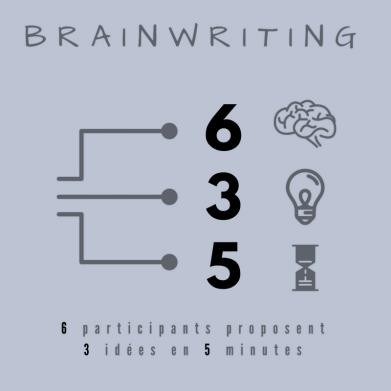 BRAINWRITING
6
3
5
6 participants proposent
3 idées en 5 minutes